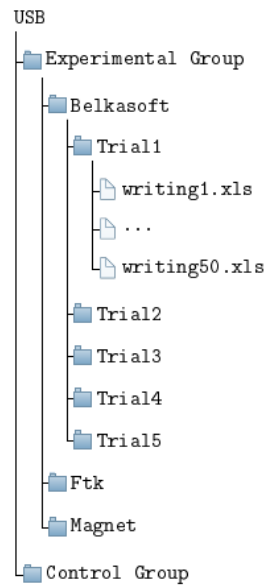 USB
Experimental Group
Belkasoft
Trial1
writing1.xls
...
writing50.xls
Trial2
Trial3
Trial4
Trial5
Ftk
Magnet
Control Group